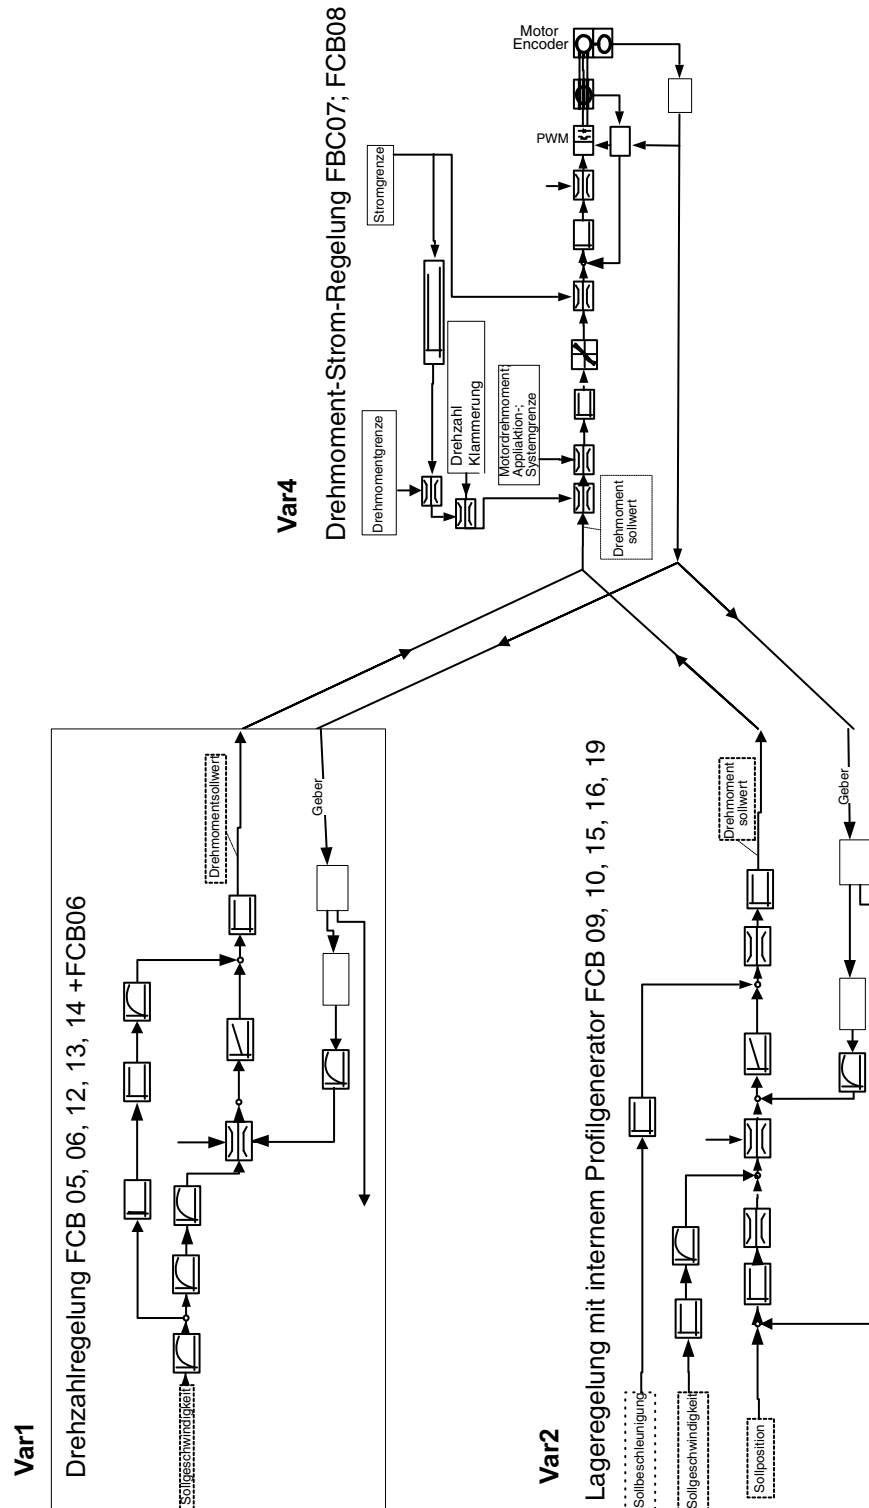 Var1
Drehzahlregelung FCB 05, 06, 12, 13, 14 +FCB06
Sollgeschwindigkeit
Drehmomentsollwert
Geber
Var2
Lageregelung mit internem Profilgenerator FCB 09, 10, 15, 16, 19
Sollbeschleunigung
Sollgeschwindigkeit
Sollposition
Drehmoment
sollwert
Geber
Var4
Drehmoment-Strom-Regelung FBC07; FCB08
Drehmomentgrenze
Stromgrenze
Drehzahl
Klammerung
Motordrehmoment;
Appliaktion-;
Systemgrenze
Drehmoment
sollwert
PWM
Motor
Encoder